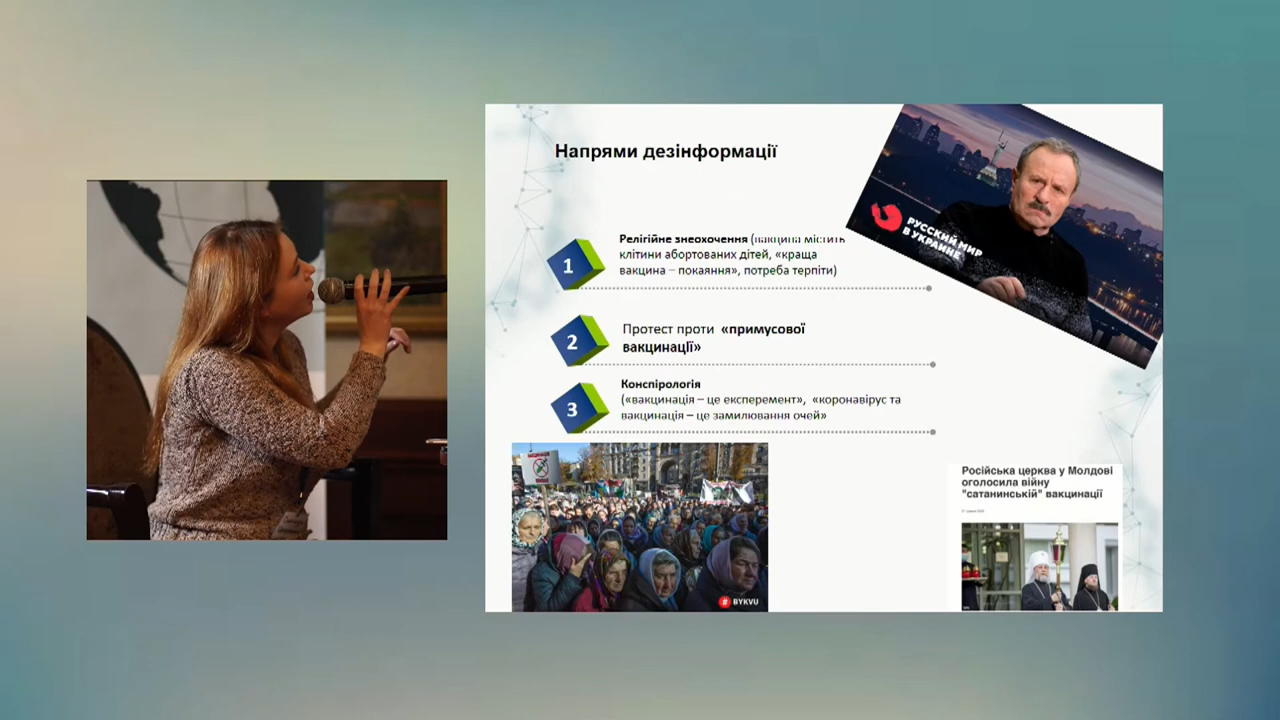 Напрями дезінформації
РУССКИЙ МИР
В УКРАИНЕ
1
Релігійне знеохочення (вакцина містить
клітини абортованих дітей, «краща
вакцина – покаяння», потреба терпіти)
2
Протест проти «примусової
вакцинації»
3
Конспірологія
(«вакцинація – це експеремент», «коронавірус та
вакцинація – це замилювання очей»
# BYKVU
Російська церква у Молдові
оголосила війну
"сатанинській" вакцинації